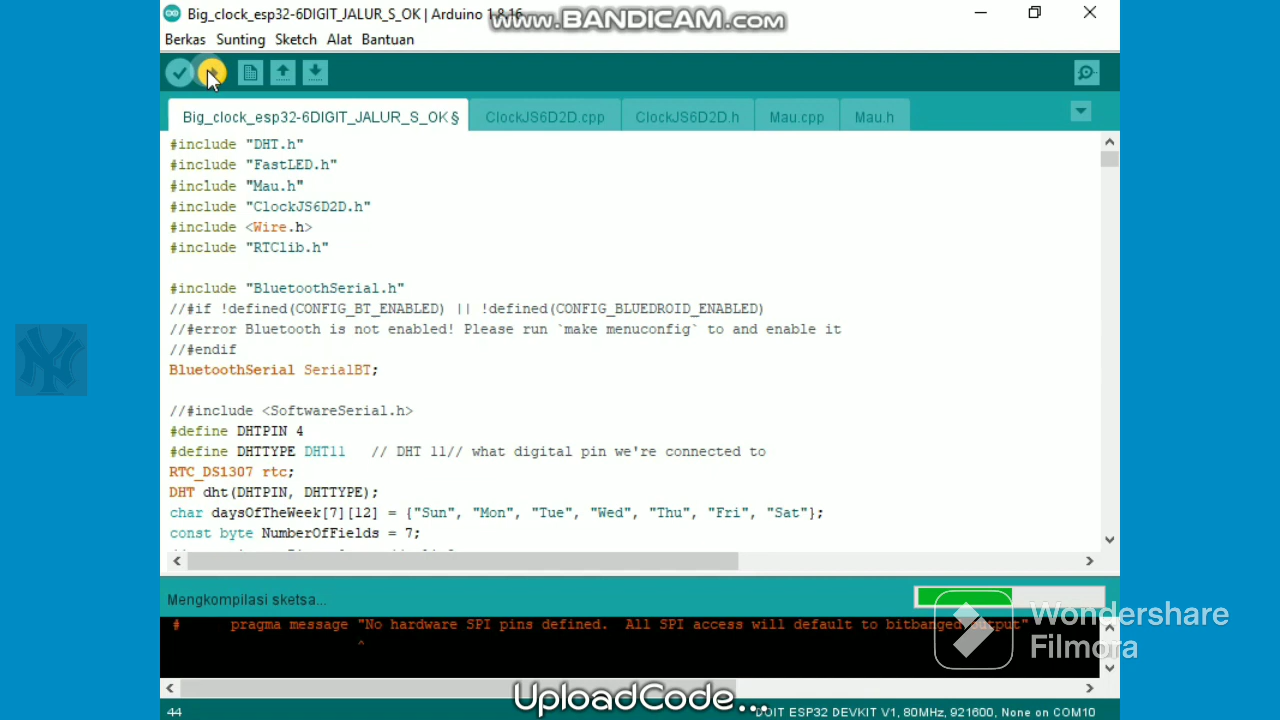 Big_clock_esp32-6DIGIT_JALUR_S_OK | Arduino 1.8.16
www.BANDICAM.com
Berkas Sunting Sketch Alat Bantuan
Big_clock_esp32-6DIGIT_JALUR_S_OK § ClockJS6D2D.cpp ClockJS6D2D.h Mau.cpp Mau.h
#include "DHT.h"
#include "FastLED.h"
#include "Mau.h"
#include "ClockJS6D2D.h"
#include <Wire.h>
#include "RTClib.h"
#include "BluetoothSerial.h"
//#if !defined(CONFIG_BT_ENABLED) || !defined(CONFIG_BLUEDROID_ENABLED)
//#error Bluetooth is not enabled! Please run `make menuconfig` to and enable it
//#endif
BluetoothSerial SerialBT;
//#include <SoftwareSerial.h>
#define DHTPIN 4
#define DHTTYPE DHT11   // DHT 11// what digital pin we're connected to
RTC_DS1307 rtc;
DHT dht(DHTPIN, DHTTYPE);
char daysOfTheWeek[7][12] = {"Sun", "Mon", "Tue", "Wed", "Thu", "Fri", "Sat"};
const byte NumberOfFields = 7;
Mengkompilasi sketsa...
#     pragma message "No hardware SPI pins defined.  All SPI access will default to bitbanged output"
^
Wondershare
Filmora
UploadCode...
44
DOIT ESP32 DEVKIT V1, 80MHz, 921600, None on COM10